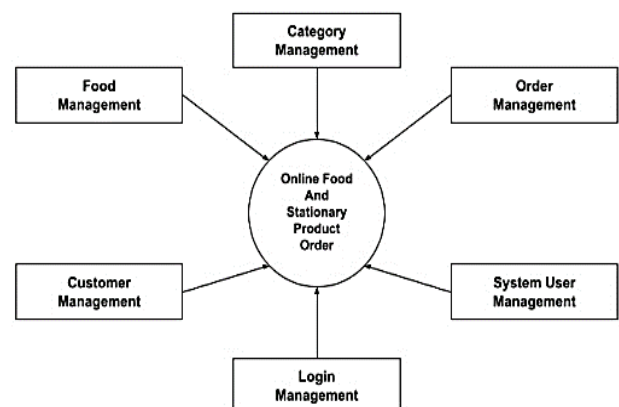 Category
Management
Food
Management
Order
Management
Online Food
And
Stationary
Product
Order
Customer
Management
System User
Management
Login
Management